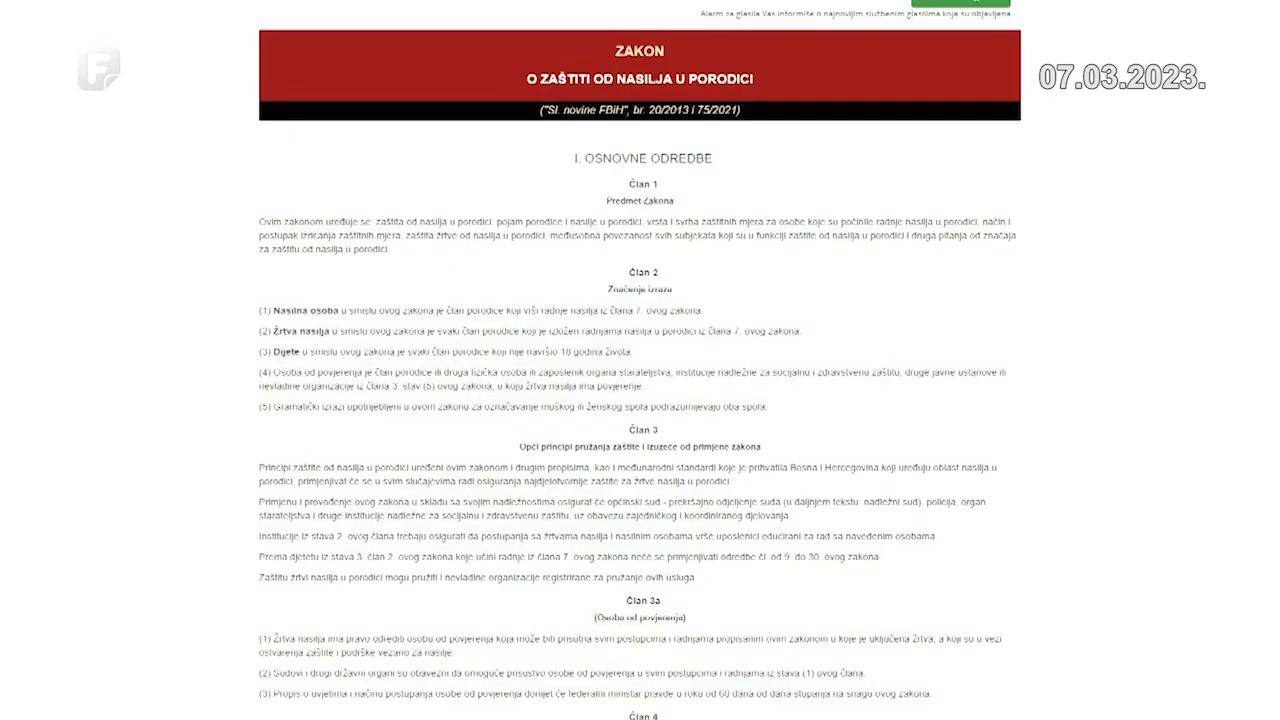 Alarm za glasila Vas informiše o najnovijim službenim glasilima koja su objavljena
ZAKON
O ZAŠTITI OD NASILJA U PORODICI
07.03.2023.
("Sl. novine FBiH", br. 20/2013 i 75/2021)
I. OSNOVNE ODREDBE
Član 1
Predmet Zakona
Ovim zakonom uređuje se: zaštita od nasilja u porodici, pojam porodice i nasilje u porodici, vrsta i svrha zaštitnih mjera za osobe koje su počinile radnje nasilja u porodici, način i
postupak izricanja zaštitnih mjera, zaštita žrtve od nasilja u porodici, međusobna povezanost svih subjekata koji su u funkciji zaštite od nasilja u porodici i druga pitanja od značaja
za zaštitu od nasilja u porodici.
Član 2
Značenje izraza
(1) Nasilna osoba u smislu ovog zakona je član porodice koji vrši radnje nasilja iz člana 7. ovog zakona.
(2) Žrtva nasilja u smislu ovog zakona je svaki član porodice koji je izložen radnjama nasilja u porodici iz člana 7. ovog zakona.
(3) Dijete u smislu ovog zakona je svaki član porodice koji nije navršio 18 godina života.
(4) Osoba od povjerenja je član porodice ili druga fizička osoba ili zaposlenik organa starateljstva, institucije nadležne za socijalnu i zdravstvenu zaštitu, druge javne ustanove ili
nevladine organizacije iz člana 3. stav (5) ovog zakona, u koju žrtva nasilja ima povjerenje.
(5) Gramatički izrazi upotrijebljeni u ovom zakonu za označavanje muškog ili ženskog spola podrazumijevaju oba spola.
Član 3
Opći principi pružanja zaštite i izuzeće od primjene zakona
Principi zaštite od nasilja u porodici uređeni ovim zakonom i drugim propisima, kao i međunarodni standardi koje je prihvatila Bosna i Hercegovina koji uređuju oblast nasilja u
porodici, primjenjivat će se u svim slučajevima radi osiguranja najdjelotvornije zaštite za žrtve nasilja u porodici.
Primjenu i provođenje ovog zakona u skladu sa svojim nadležnostima osigurat će općinski sud - prekršajno odjeljenje suda (u daljnjem tekstu: nadležni sud), policija, organ
starateljstva i druge institucije nadležne za socijalnu i zdravstvenu zaštitu, uz obavezu zajedničkog i koordiniranog djelovanja.
Institucije iz stava 2. ovog člana trebaju osigurati da postupanja sa žrtvama nasilja i nasilnim osobama vrše uposlenici educirani za rad sa navedenim osobama.
Prema djetetu iz stava 3. član 2. ovog zakona koje učini radnje iz člana 7. ovog zakona neće se primjenjivati odredbe čl. od 9. do 30. ovog zakona.
Zaštitu žrtvi nasilja u porodici mogu pružiti i nevladine organizacije registrirane za pružanje ovih usluga.
Član 3a
(Osoba od povjerenja)
(1) Žrtva nasilja ima pravo odrediti osobu od povjerenja koja može biti prisutna svim postupcima i radnjama propisanim ovim zakonom u koje je uključena žrtva, a koji su u vezi
ostvarenja zaštite i podrške vezano za nasilje.
(2) Sudovi i drugi državni organi su obavezni da omoguće prisustvo osobe od povjerenja u svim postupcima i radnjama iz stava (1) ovog člana.
(3) Propis o uvjetima i načinu postupanja osobe od povjerenja donijet će federalni ministar pravde u roku od 60 dana od dana stupanja na snagu ovog zakona.
Član 4